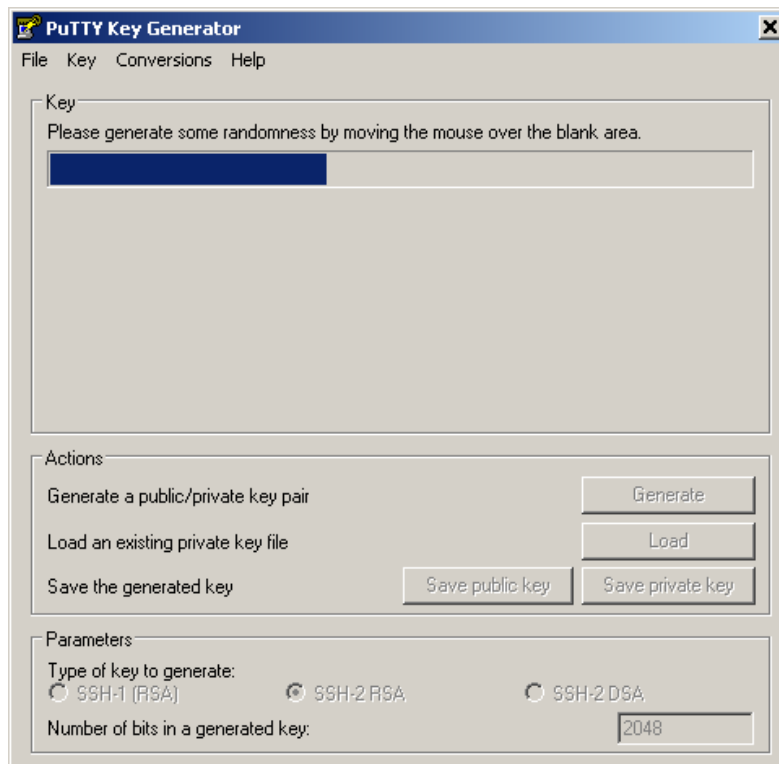 PuTTY Key Generator
File Key Conversions Help
Key
Please generate some randomness by moving the mouse over the blank area.
Actions
Generate a public/private key pair
Generate
Load an existing private key file
Load
Save the generated key
Save public key
Save private key
Parameters
Type of key to generate:
SSH-1 (RSA) SSH-2 RSA SSH-2 DSA
Number of bits in a generated key:
2048